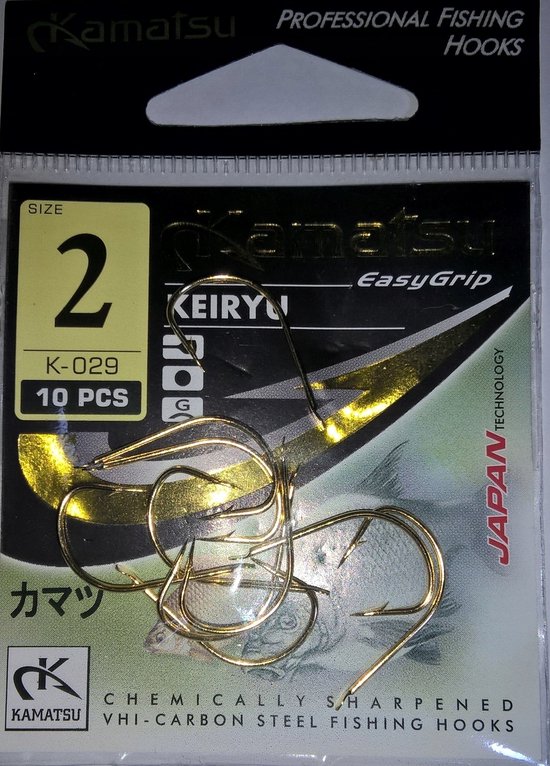 Kamatsu
PROFESSIONAL FISHING
HOOKS
SIZE
2
K-029
10 PCS
Kamatsu
EasyGrip
KEIRYU
G
JAPAN TECHNOLOGY
カマツ
K
KAMATSU
CHEMICALLY SHARPENED
VHI-CARBON STEEL FISHING HOOKS